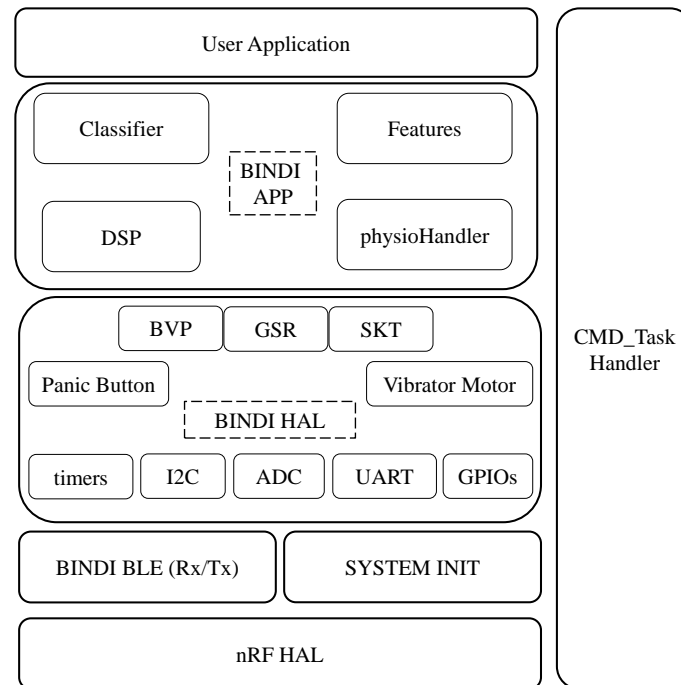 User Application
Classifier
Features
BINDI
APP
DSP
physioHandler
BVP
GSR
SKT
Panic Button
Vibrator Motor
BINDI HAL
timers
I2C
ADC
UART
GPIOs
BINDI BLE (Rx/Tx)
SYSTEM INIT
nRF HAL
CMD_Task
Handler